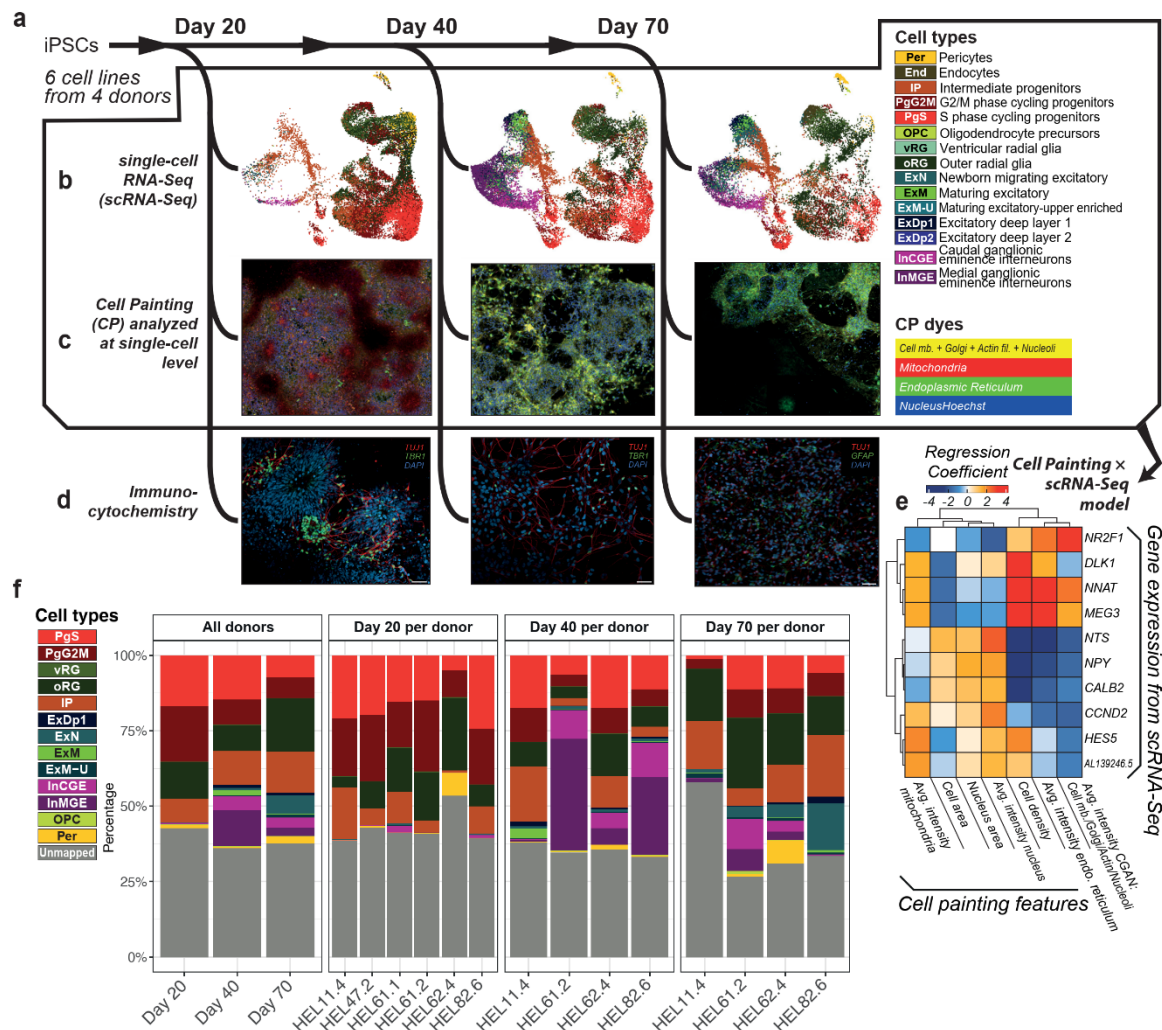 a
iPSCs
Day 20
Day 40
Day 70
6 cell lines
from 4 donors
b
single-cell
RNA-Seq
(scRNA-Seq)
c
Cell Painting
(CP) analyzed
at single-cell
level
d
Immuno-
cytochemistry
TUJ1
TBR1
DAPI
TUJ1
TBR1
DAPI
TUJ1
GFAP
DAPI
Cell types
Per Pericytes
End Endocytes
IP Intermediate progenitors
PgG2M G2/M phase cycling progenitors
PgS S phase cycling progenitors
OPC Oligodendrocyte precursors
vRG Ventricular radial glia
oRG Outer radial glia
ExN Newborn migrating excitatory
ExM Maturing excitatory
ExM-U Maturing excitatory-upper enriched
ExDp1 Excitatory deep layer 1
ExDp2 Excitatory deep layer 2
InCGE Caudal ganglionic
eminence interneurons
InMGE Medial ganglionic
eminence interneurons
CP dyes
Cell mb. + Golgi + Actin fil. + Nucleoli
Mitochondria
Endoplasmic Reticulum
NucleusHoechst
e
Regression
Coefficient
-4 -2 0 2 4
Cell Painting ×
scRNA-Seq
model
NR2F1
DLK1
NNAT
MEG3
NTS
NPY
CALB2
CCND2
HES5
AL139246.5
Gene expression from scRNA-Seq
Avg. intensity
mitochondria
Cell area
Nucleus area
Avg. intensity nucleus
Cell density
Avg. intensity endo. reticulum
Avg. intensity CGAN:
Cell mb./Golgi/Actin/Nucleoli
Cell painting features
f
Cell types
PgS
PgG2M
vRG
oRG
IP
ExDp1
ExN
ExM
ExM-U
InCGE
InMGE
OPC
Per
Unmapped
Percentage
100%
75%
50%
25%
0%
All donors
Day 20 per donor
Day 40 per donor
Day 70 per donor
Day 20
Day 40
Day 70
HEL11.4
HEL47.2
HEL61.1
HEL61.2
HEL62.4
HEL82.6
HEL11.4
HEL61.2
HEL62.4
HEL82.6
HEL11.4
HEL61.2
HEL62.4
HEL82.6